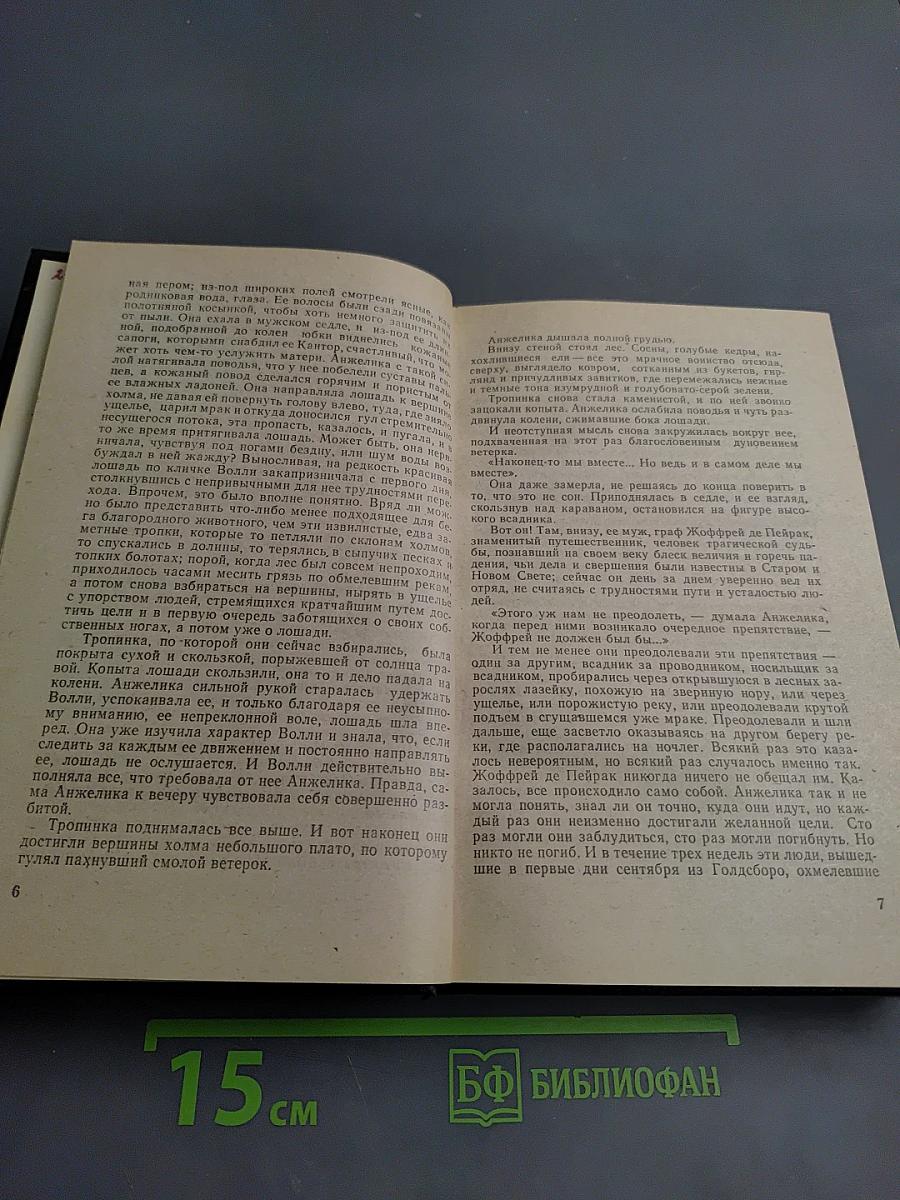 ная пером; из-под широких полей смотрели ясные, как
родниковая вода, глаза. Ее волосы были сзади повязаны
полотняной косынкой, чтобы хоть немного защитить их
от пыли. Она ехала в мужском седле, и из-под ее длин-
ной, подобранной до колен юбки виднелись кожаные
сапоги, которыми снабдил ее Кантор, счастливый, что мо-
жет хоть чем-то услужить матери. Анжелика с такой си-
лой натягивала поводья, что у нее побелели суставы паль-
цев, а кожаный повод сделался горячим и пористым от
ее влажных ладоней. Она направляла лошадь к вершине
холма, не давая ей повернуть голову влево, туда, где зияло
ущелье, царил мрак и откуда доносился гул стремительно
несущегося потока, эта пропасть, казалось, и пугала, и в
то же время притягивала лошадь. Может быть, она нерв-
ничала, чувствуя под ногами бездну, или шум воды воз-
буждал в ней жажду? Выносливая, на редкость красивая
лошадь по кличке Волли закапризничала с первого дня,
столкнувшись с непривычными для нее трудностями пере-
хода. Впрочем, это было вполне понятно. Вряд ли мож-
но было представить что-либо менее подходящее для бе-
га благородного животного, чем эти извилистые, едва за-
метные тропки, которые то петляли по склонам холмов,
то спускались в долины, то терялись в сыпучих песках и
топких болотах; порой, когда лес был совсем непроходим,
приходилось часами месить грязь по обмелевшим рекам,
а потом снова взбираться на вершины, нырять в ущелье
с упорством людей, стремящихся кратчайшим путем дос-
тичь цели и в первую очередь заботящихся о своих соб-
ственных ногах, а потом уже о лошади.
Тропинка, по которой они сейчас взбирались, была
покрыта сухой и скользкой, порыжевшей от солнца тра-
вой. Копыта лошади скользили, она то и дело падала на
колени. Анжелика сильной рукой старалась удержать
Волли, успокаивала ее, и только благодаря ее неусыпно-
му вниманию, ее непреклонной воле, лошадь шла впе-
ред. Она уже изучила характер Волли и знала, что, если
следить за каждым ее движением и постоянно направлять
ее, лошадь не ослушается. И Волли действительно вы-
полняла все, что требовала от нее Анжелика. Правда, са-
ма Анжелика к вечеру чувствовала себя совершенно раз-
битой.
Тропинка поднималась все выше. И вот наконец они
достигли вершины холма небольшого плато, по которому
гулял пахнувший смолой ветерок.
6
Анжелика дышала полной грудью.
Внизу стеной стоял лес. Сосны, голубые кедры, на-
хохлившиеся ели — все это мрачное воинство отсюда,
сверху, выглядело ковром, сотканным из букетов, гир-
лянд и причудливых завитков, где перемежались нежные
и темные тона изумрудной и голубовато-серой зелени.
Тропинка снова стала каменистой, и по ней звонко
зацокали копыта. Анжелика ослабила поводья и чуть раз-
двинула колени, сжимавшие бока лошади.
И неотступная мысль снова закружилась вокруг нее,
подхваченная на этот раз благословенным дуновением
ветерка.
«Наконец-то мы вместе... Но ведь и в самом деле мы
вместе».
Она даже замерла, не решаясь до конца поверить в
то, что это не сон. Приподнялась в седле, и ее взгляд,
скользнув над караваном, остановился на фигуре высо-
кого всадника.
Вот он! Там, внизу, ее муж, граф Жоффрей де Пейрак,
знаменитый путешественник, человек трагической судь-
бы, познавший на своем веку блеск величия и горечь па-
дения, чьи дела и свершения были известны в Старом и
Новом Свете; сейчас он день за днем уверенно вел их
отряд, не считаясь с трудностями пути и усталостью лю-
дей.
«Этого уж нам не преодолеть, — думала Анжелика,
когда перед ними возникало очередное препятствие, —
Жоффрей не должен был бы...»
И тем не менее они преодолевали эти препятствия —
один за другим, всадник за проводником, носильщик за
всадником, пробирались через открывшуюся в лесных за-
рослях лазейку, похожую на звериную нору, или через
ущелье, или порожистую реку, или преодолевали крутой
подъем в сгущавшемся уже мраке. Преодолевали и шли
дальше, еще засветло оказываясь на другом берегу ре-
ки, где располагались на ночлег. Всякий раз это каза-
лось невероятным, но всякий раз случалось именно так.
Жоффрей де Пейрак никогда ничего не обещал им. Ка-
залось, все происходило само собой. Анжелика так и не
могла понять, знал ли он точно, куда они идут, но каж-
дый раз они неизменно достигали желанной цели. Сто
раз могли они заблудиться, сто раз могли погибнуть. Но
никто не погиб. И в течение трех недель эти люди, вышед-
шие в первые дни сентября из Голдсборо, охмелевшие
7
15 см
БФ БИБЛИОФАН